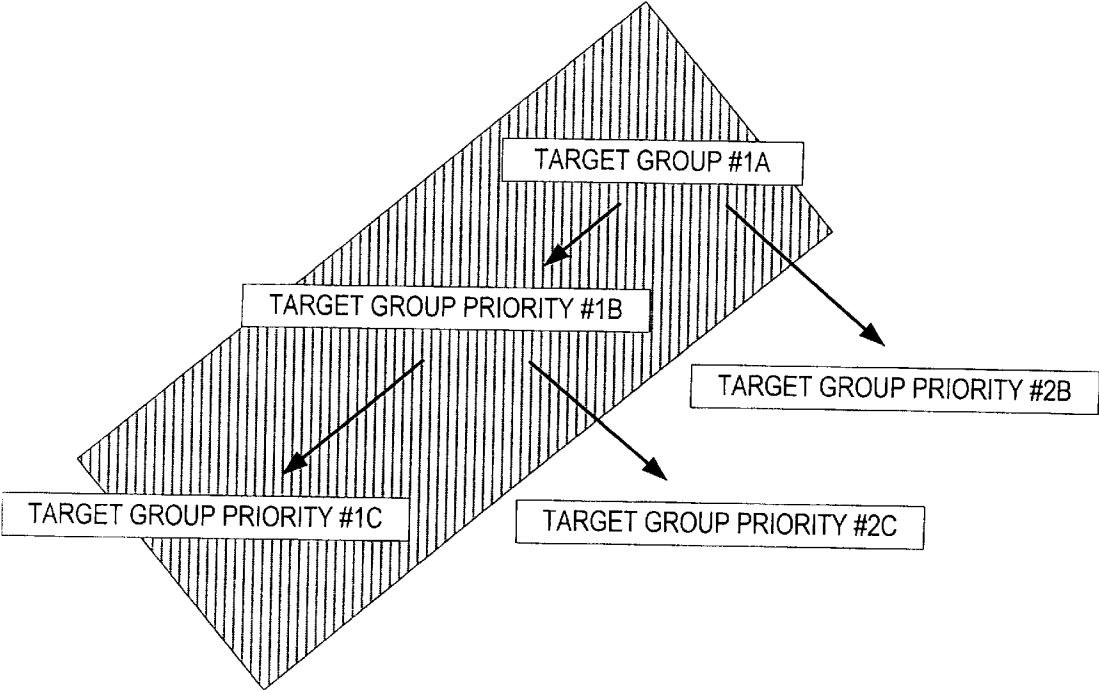 TARGET GROUP #1A
TARGET GROUP PRIORITY #1B
TARGET GROUP PRIORITY #2B
TARGET GROUP PRIORITY #1C
TARGET GROUP PRIORITY #2C